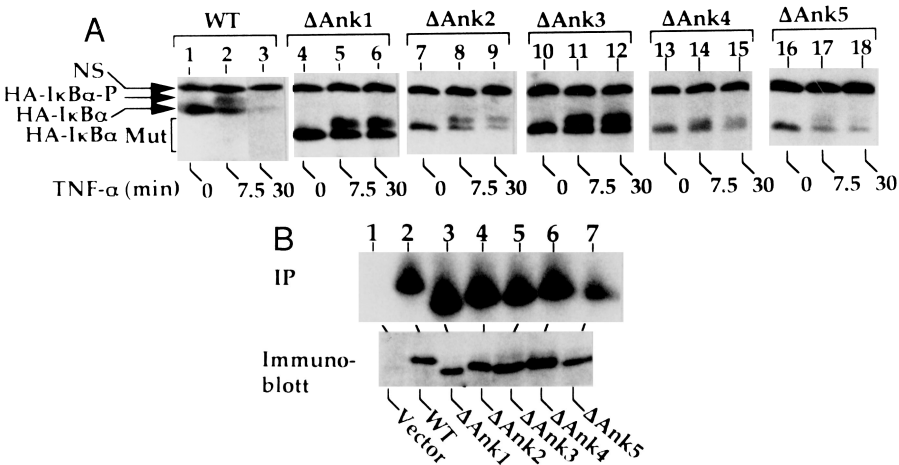 A
WT ΔAnk1 ΔAnk2 ΔAnk3 ΔAnk4 ΔAnk5
1 2 3 4 5 6 7 8 9 10 11 12 13 14 15 16 17 18
NS
HA-IκBα-P
HA-IκBα
HA-IκBα Mut
TNF-α (min) 0 7.5 30 0 7.5 30 0 7.5 30 0 7.5 30 0 7.5 30 0 7.5 30
B
1 2 3 4 5 6 7
IP
Immuno-
blott
Vector WT ΔAnk1 ΔAnk2 ΔAnk3 ΔAnk4 ΔAnk5